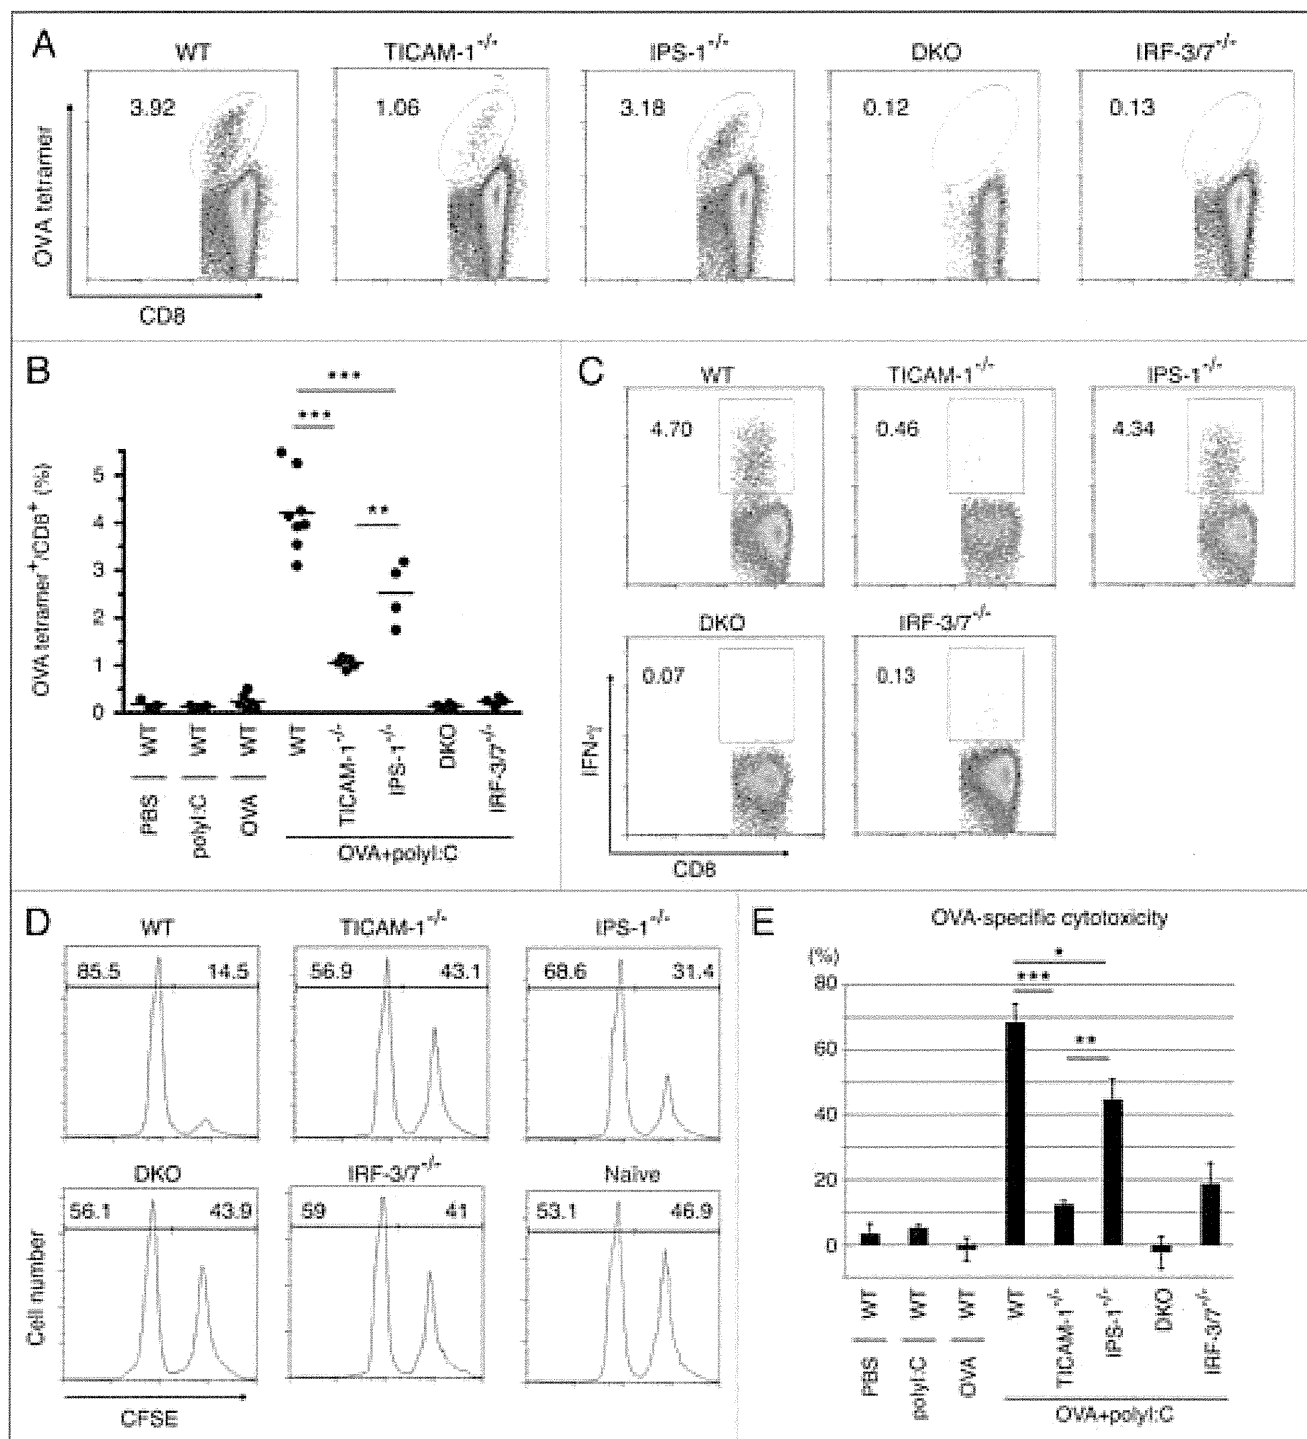 A
WT TICAM-1-/- IPS-1-/- DKO IRF-3/7-/-
3.92 1.06 3.18 0.12 0.13
OVA tetramer
CD8
B
*** 
***
**
OVA tetramer+/CD8+ (%)
5
4
3
2
1
0
WT WT WT WT TICAM-1-/- IPS-1-/- DKO IRF-3/7-/-
PBS polyI:C OVA
OVA+polyI:C
C
WT TICAM-1-/- IPS-1-/-
4.70 0.46 4.34
DKO IRF-3/7-/-
0.07 0.13
IFN-γ
CD8
D
WT TICAM-1-/- IPS-1-/-
85.5 14.5 56.9 43.1 68.6 31.4
DKO IRF-3/7-/- Naïve
56.1 43.9 59 41 53.1 46.9
Cell number
CFSE
E
OVA-specific cytotoxicity
(%)
*
***
**
80
60
40
20
0
WT WT WT WT TICAM-1-/- IPS-1-/- DKO IRF-3/7-/-
PBS polyI:C OVA
OVA+polyI:C